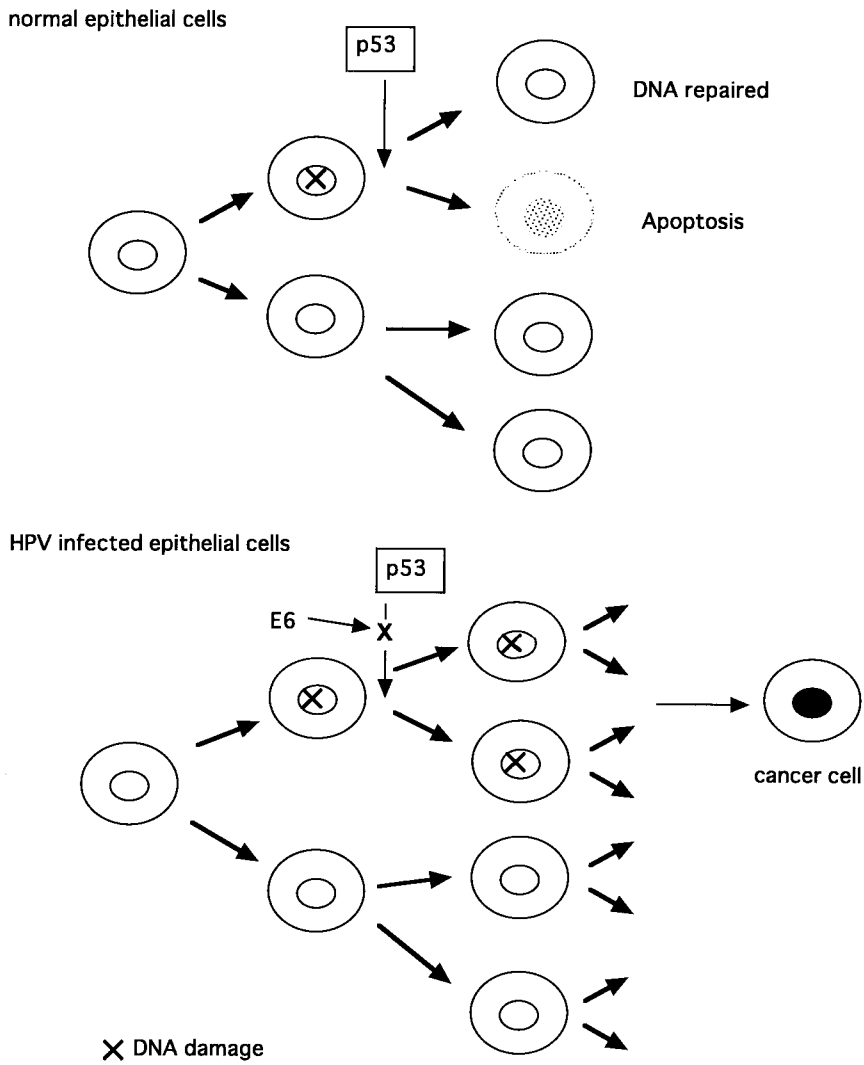 normal epithelial cells
p53
DNA repaired
Apoptosis
HPV infected epithelial cells
p53
E6
cancer cell
DNA damage